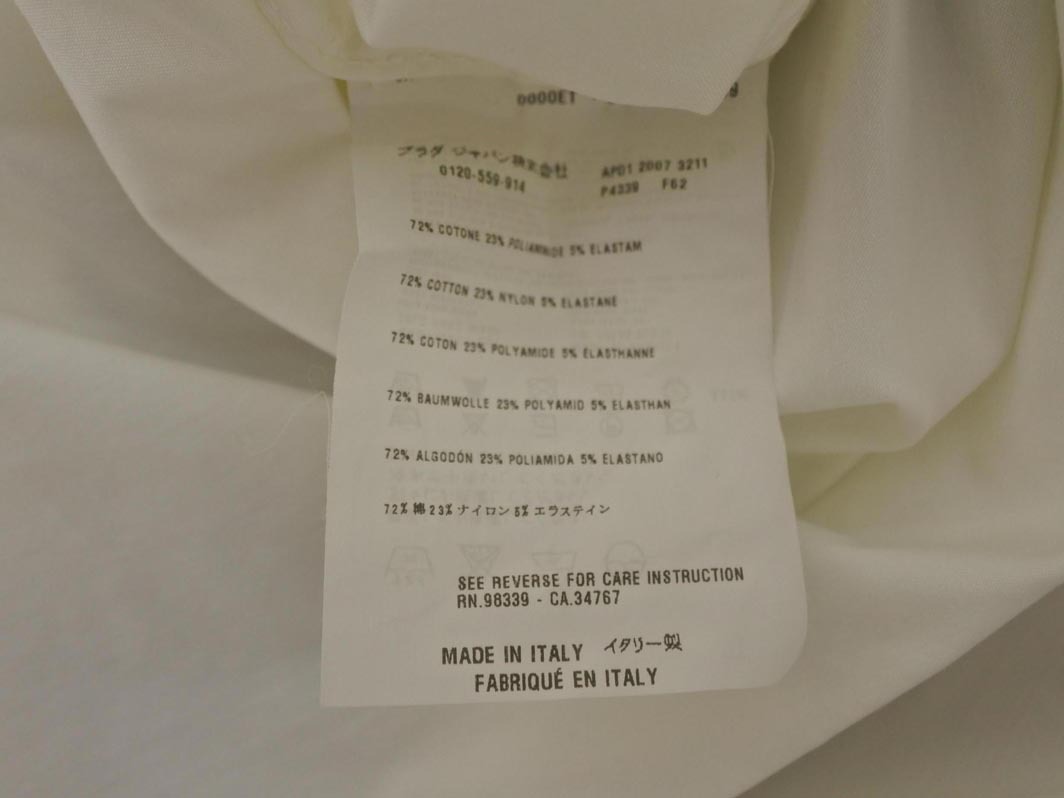 0000ET
プラダ ジャパン株式会社 AP01 2007 3211
0120-559-914 P4339 F62
72% COTONE 23% POLIAMMIDE 5% ELASTAM
72% COTTON 23% NYLON 5% ELASTANE
72% COTON 23% POLYAMIDE 5% ELASTHANNE
72% BAUMWOLLE 23% POLYAMID 5% ELASTHAN
72% ALGODÓN 23% POLIAMIDA 5% ELASTANO
72% 綿 23% ナイロン 5% エラステイン
SEE REVERSE FOR CARE INSTRUCTION
RN.98339 - CA.34767
MADE IN ITALY イタリー製
FABRIQUÉ EN ITALY